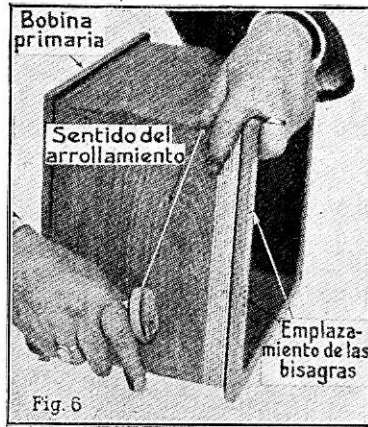 Bobina
primaria
Sentido del
arrollamiento
Emplaza-
miento de las
bisagras
Fig. 6